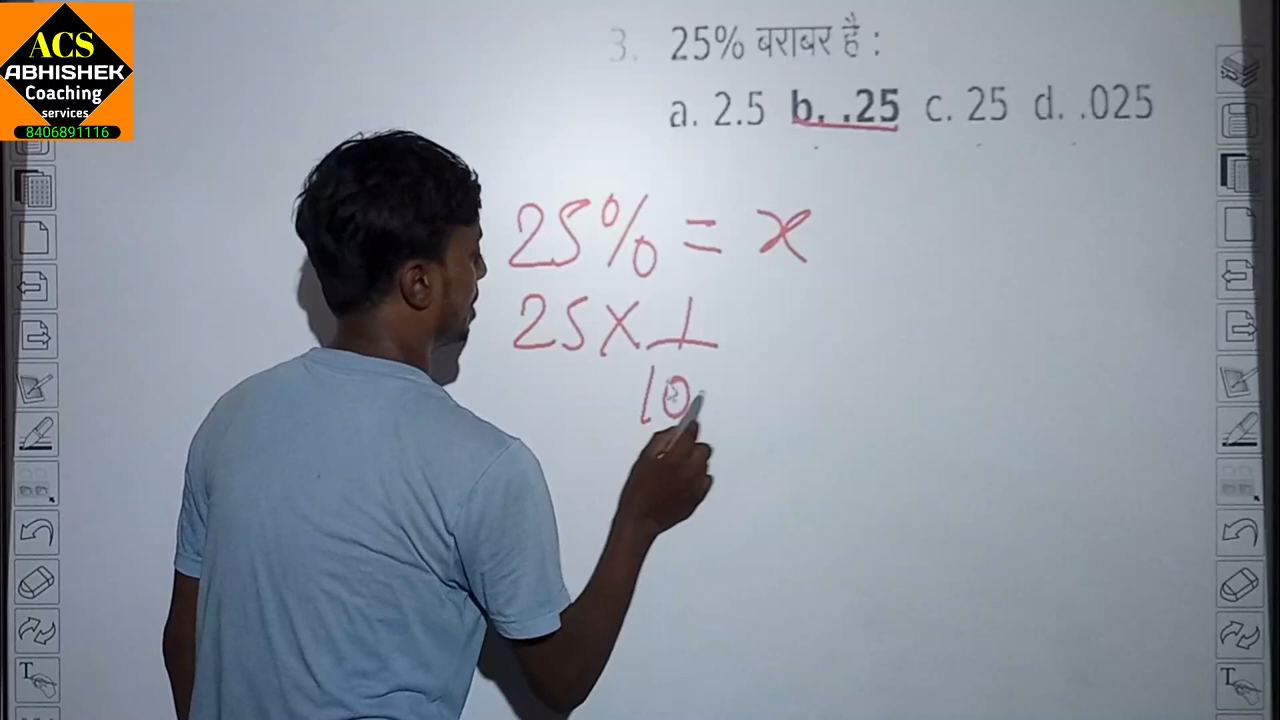 ACS
ABHISHEK
Coaching
services
8406891116
3. 25% बराबर है :
a. 2.5 b. .25 c. 25 d. .025
25% = x
25 X 1
10